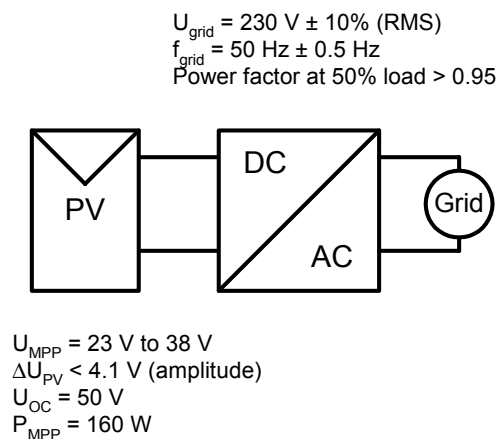 U_grid = 230 V ± 10% (RMS)
f_grid = 50 Hz ± 0.5 Hz
Power factor at 50% load > 0.95
DC
PV
Grid
AC
U_MPP = 23 V to 38 V
ΔU_PV < 4.1 V (amplitude)
U_OC = 50 V
P_MPP = 160 W